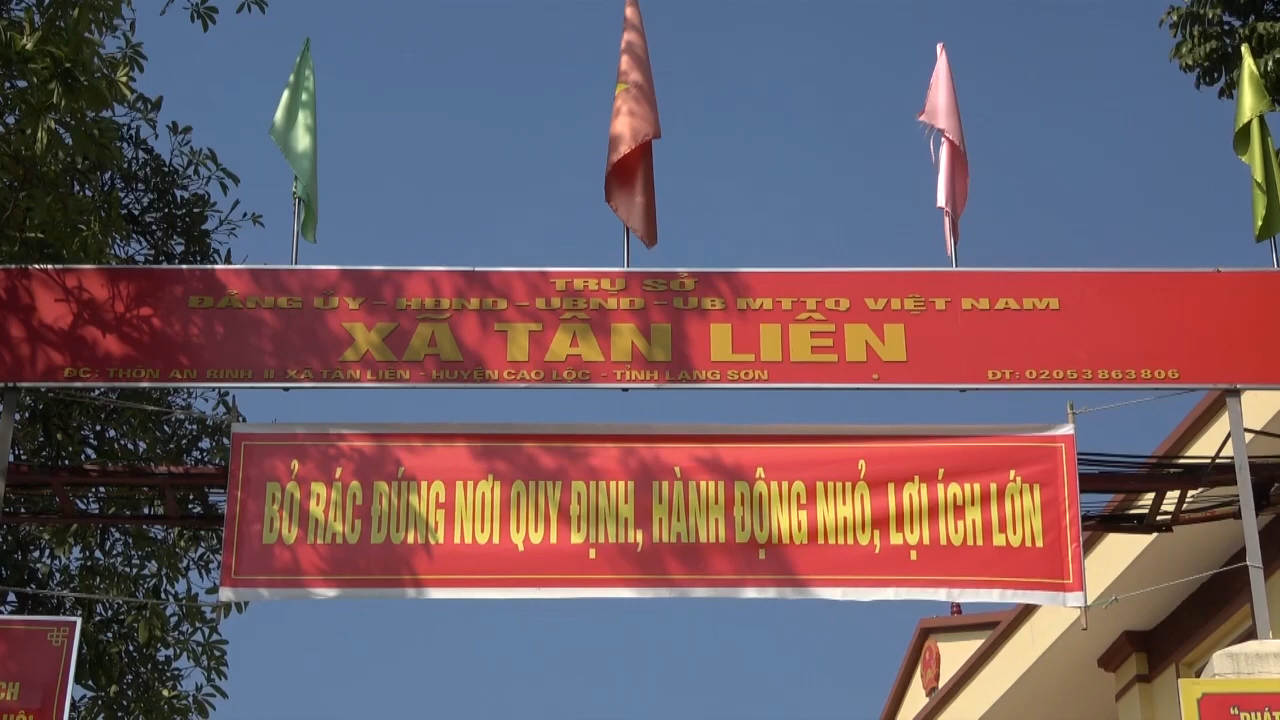 TRỤ SỞ
ĐẢNG ỦY - HĐND - UBND - UB MTTQ VIỆT NAM
XÃ TÂN LIÊN
ĐC: THÔN AN RINH II - XÃ TÂN LIÊN - HUYỆN CAO LỘC - TỈNH LẠNG SƠN ĐT: 02053863806
BỎ RÁC ĐÚNG NƠI QUY ĐỊNH, HÀNH ĐỘNG NHỎ, LỢI ÍCH LỚN